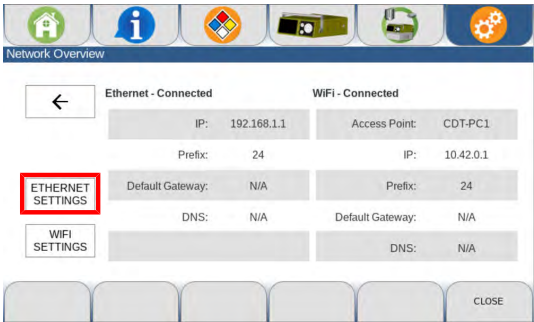 Network Overview
←
Ethernet - Connected
WiFi - Connected
IP: 192.168.1.1
Access Point: CDT-PC1
Prefix: 24
IP: 10.42.0.1
ETHERNET
SETTINGS
Default Gateway: N/A
Prefix: 24
DNS: N/A
Default Gateway: N/A
WIFI
SETTINGS
DNS: N/A
CLOSE